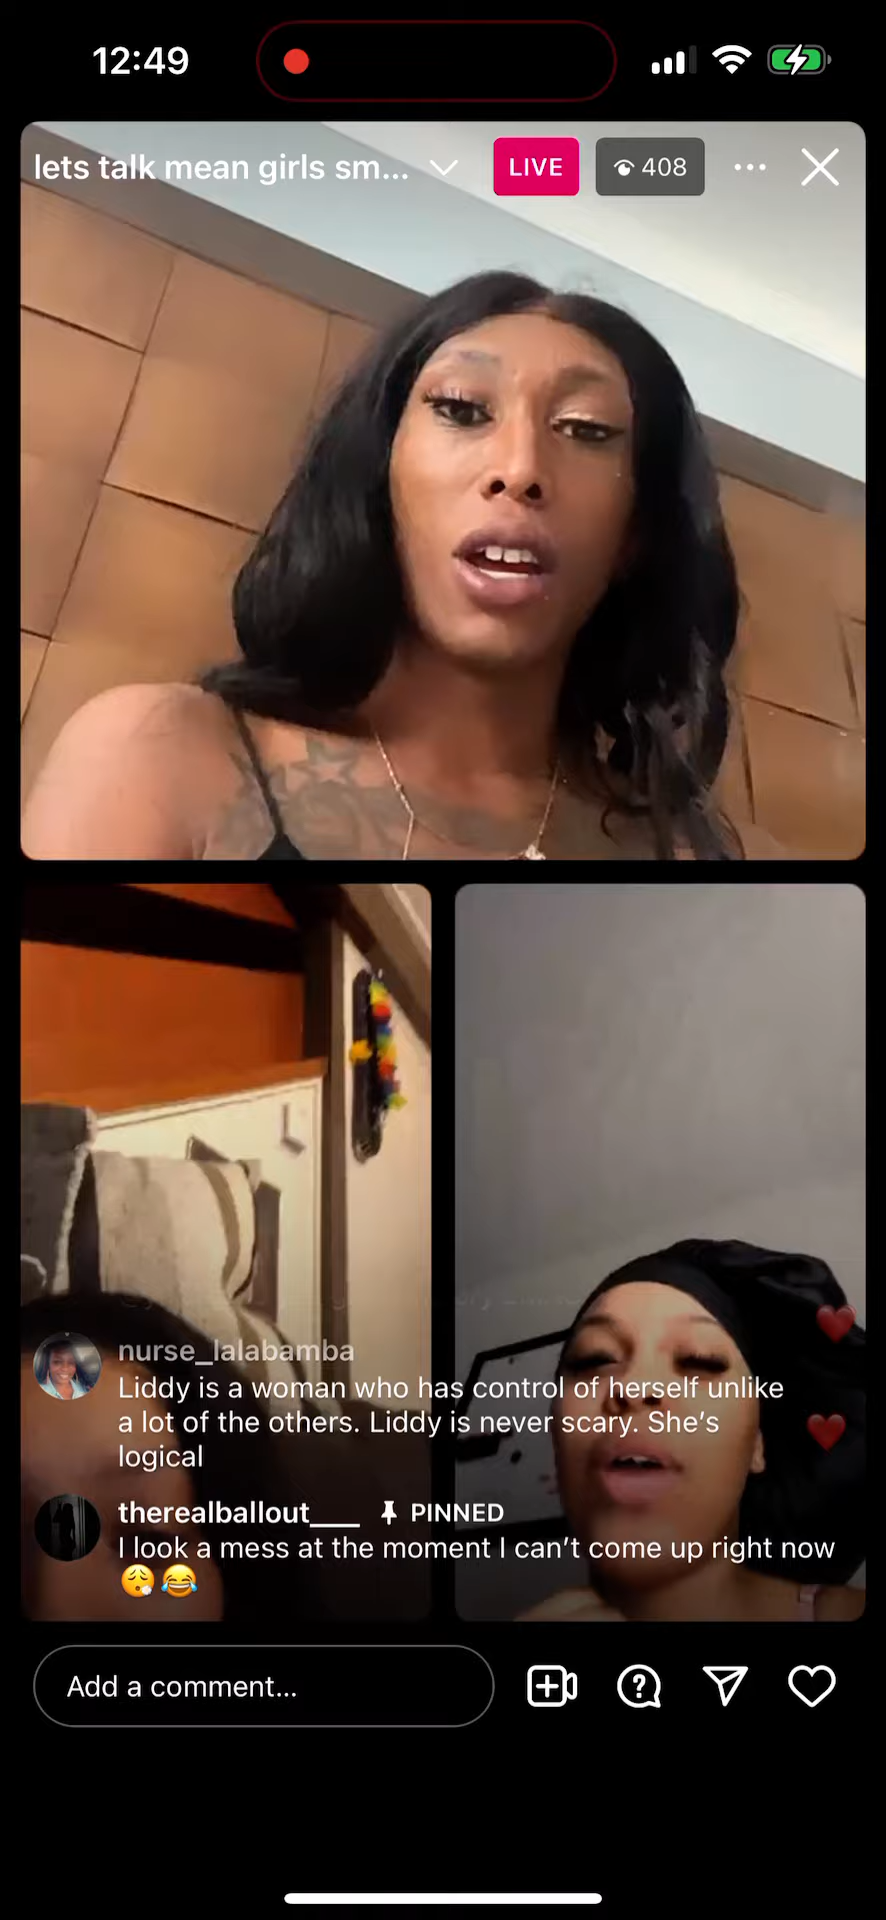 12:49
lets talk mean girls sm...
LIVE
408
nurse_lalabamba
Liddy is a woman who has control of herself unlike
a lot of the others. Liddy is never scary. She’s
logical
therealballout___ PINNED
I look a mess at the moment I can’t come up right now
😮‍💨😂
Add a comment...